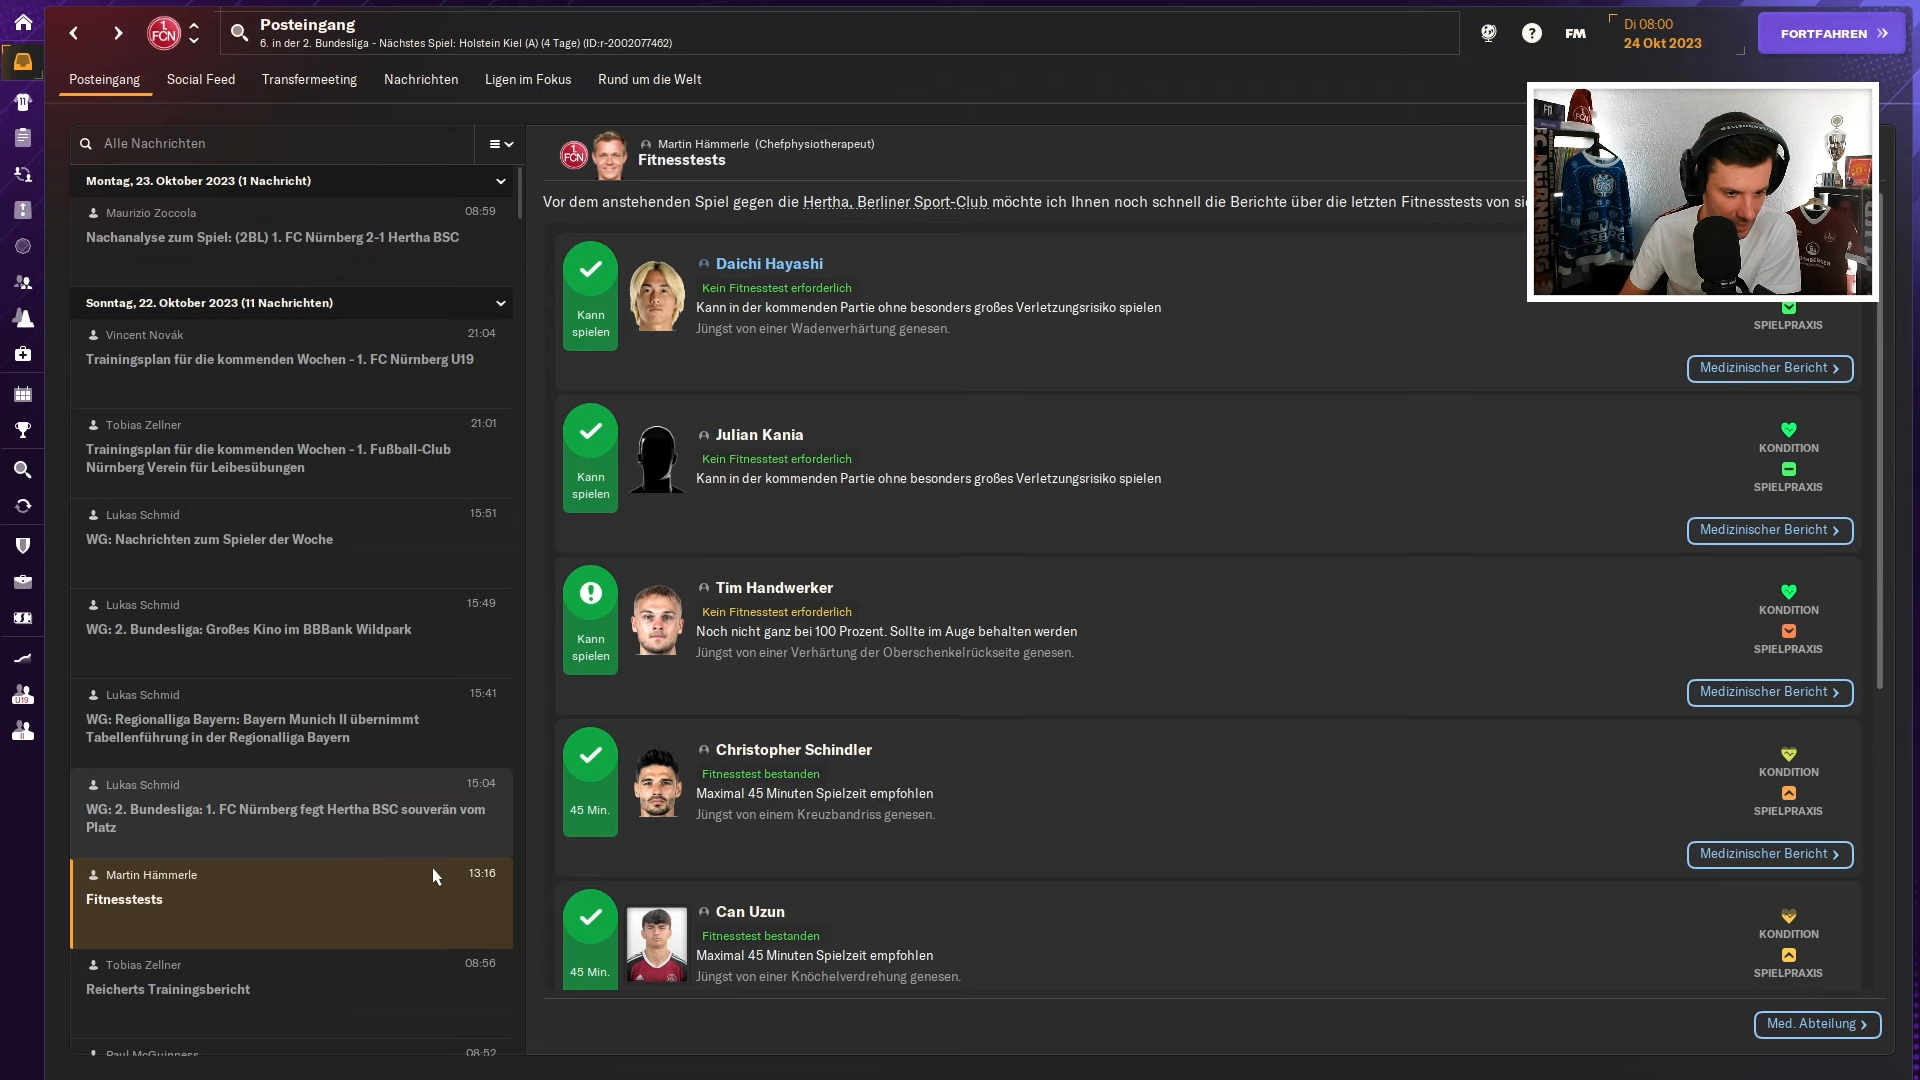 Posteingang
6. in der 2. Bundesliga - Nächstes Spiel: Holstein Kiel (A) (4 Tage) (ID:r-2002077462)
FM
Di 08:00
24 Okt 2023
FORTFAHREN
Posteingang
Social Feed
Transfermeeting
Nachrichten
Ligen im Fokus
Rund um die Welt
Alle Nachrichten
Montag, 23. Oktober 2023 (1 Nachricht)
Maurizio Zoccola
08:59
Nachanalyse zum Spiel: (2BL) 1. FC Nürnberg 2-1 Hertha BSC
Sonntag, 22. Oktober 2023 (11 Nachrichten)
Vincent Novák
21:04
Trainingsplan für die kommenden Wochen - 1. FC Nürnberg U19
Tobias Zellner
21:01
Trainingsplan für die kommenden Wochen - 1. Fußball-Club
Nürnberg Verein für Leibesübungen
Lukas Schmid
15:51
WG: Nachrichten zum Spieler der Woche
Lukas Schmid
15:49
WG: 2. Bundesliga: Großes Kino im BBBank Wildpark
Lukas Schmid
15:41
WG: Regionalliga Bayern: Bayern Munich II übernimmt
Tabellenführung in der Regionalliga Bayern
Lukas Schmid
15:04
WG: 2. Bundesliga: 1. FC Nürnberg fegt Hertha BSC souverän vom
Platz
Martin Hämmerle
13:16
Fitnesstests
Tobias Zellner
08:56
Reicherts Trainingsbericht
Paul McGuinness
08:52
Martin Hämmerle (Chefphysiotherapeut)
Fitnesstests
Vor dem anstehenden Spiel gegen die Hertha, Berliner Sport-Club möchte ich Ihnen noch schnell die Berichte über die letzten Fitnesstests von
Kann
spielen
Daichi Hayashi
Kein Fitnesstest erforderlich
Kann in der kommenden Partie ohne besonders großes Verletzungsrisiko spielen
Jüngst von einer Wadenverhärtung genesen.
SPIELPRAXIS
Medizinischer Bericht
Kann
spielen
Julian Kania
Kein Fitnesstest erforderlich
Kann in der kommenden Partie ohne besonders großes Verletzungsrisiko spielen
KONDITION
SPIELPRAXIS
Medizinischer Bericht
Kann
spielen
Tim Handwerker
Kein Fitnesstest erforderlich
Noch nicht ganz bei 100 Prozent. Sollte im Auge behalten werden
Jüngst von einer Verhärtung der Oberschenkelrückseite genesen.
KONDITION
SPIELPRAXIS
Medizinischer Bericht
45 Min.
Christopher Schindler
Fitnesstest bestanden
Maximal 45 Minuten Spielzeit empfohlen
Jüngst von einem Kreuzbandriss genesen.
KONDITION
SPIELPRAXIS
Medizinischer Bericht
45 Min.
Can Uzun
Fitnesstest bestanden
Maximal 45 Minuten Spielzeit empfohlen
Jüngst von einer Knöchelverdrehung genesen.
KONDITION
SPIELPRAXIS
Med. Abteilung